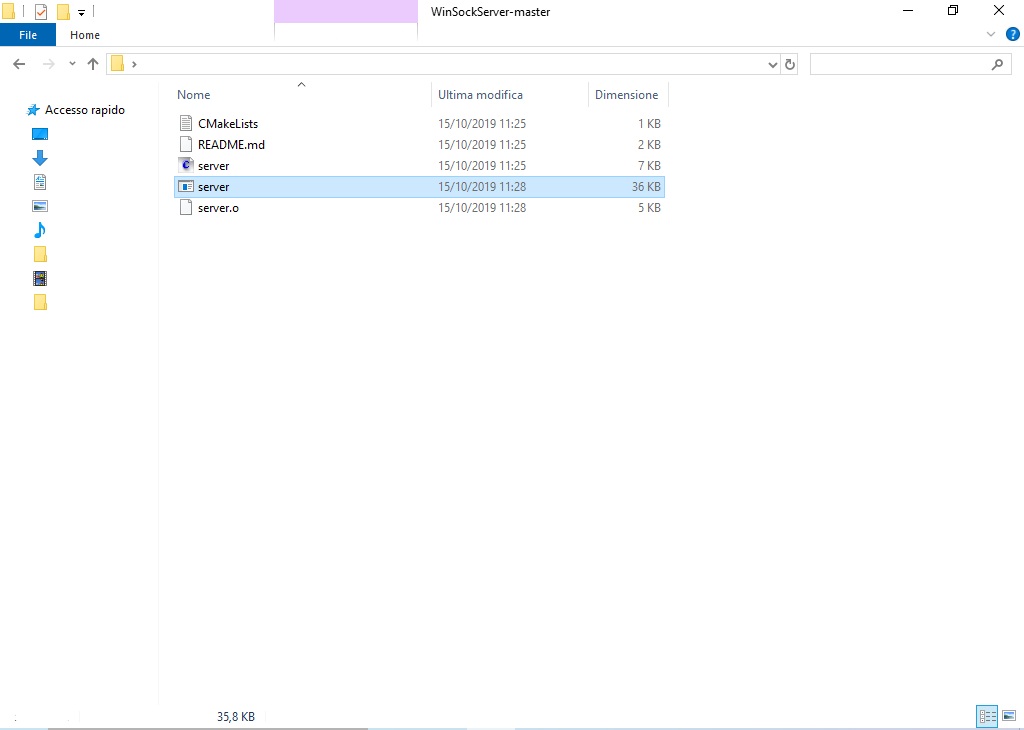 WinSockServer-master
File Home
Nome Ultima modifica Dimensione
Accesso rapido
CMakeLists 15/10/2019 11:25 1 KB
README.md 15/10/2019 11:25 2 KB
server 15/10/2019 11:25 7 KB
server 15/10/2019 11:28 36 KB
server.o 15/10/2019 11:28 5 KB
35,8 KB